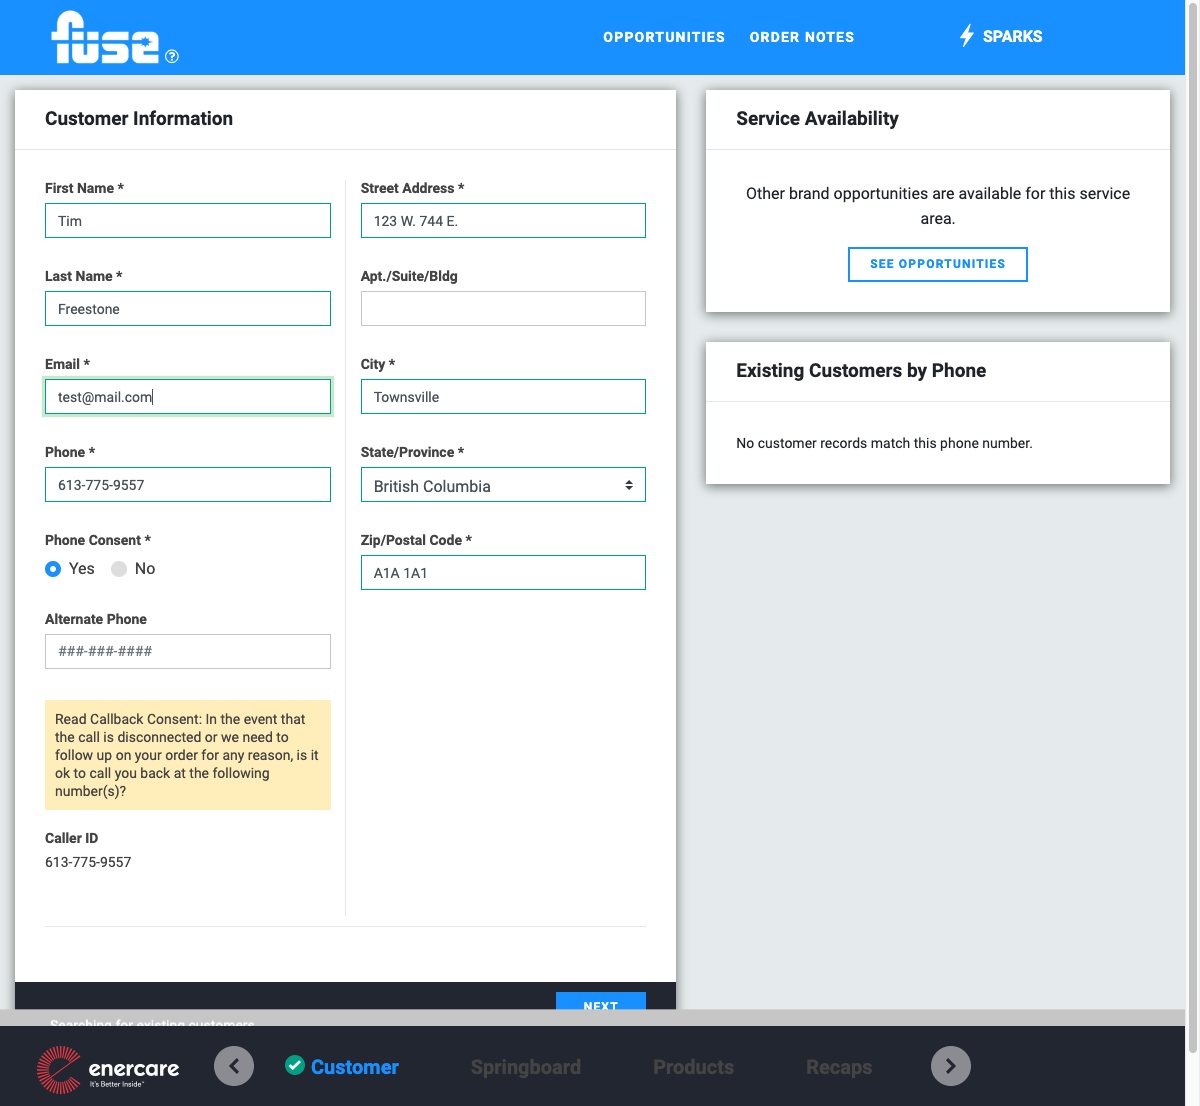 fuse
OPPORTUNITIES
ORDER NOTES
SPARKS
Customer Information
First Name *
Tim
Last Name *
Freestone
Email *
test@mail.com
Phone *
613-775-9557
Phone Consent *
Yes
No
Alternate Phone
###-###-####
Read Callback Consent: In the event that
the call is disconnected or we need to
follow up on your order for any reason, is it
ok to call you back at the following
number(s)?
Caller ID
613-775-9557
Street Address *
123 W. 744 E.
Apt./Suite/Bldg
City *
Townsville
State/Province *
British Columbia
Zip/Postal Code *
A1A 1A1
NEXT
Searching for existing customers
Service Availability
Other brand opportunities are available for this service
area.
SEE OPPORTUNITIES
Existing Customers by Phone
No customer records match this phone number.
enercare
It's Better Inside™
Customer
Springboard
Products
Recaps